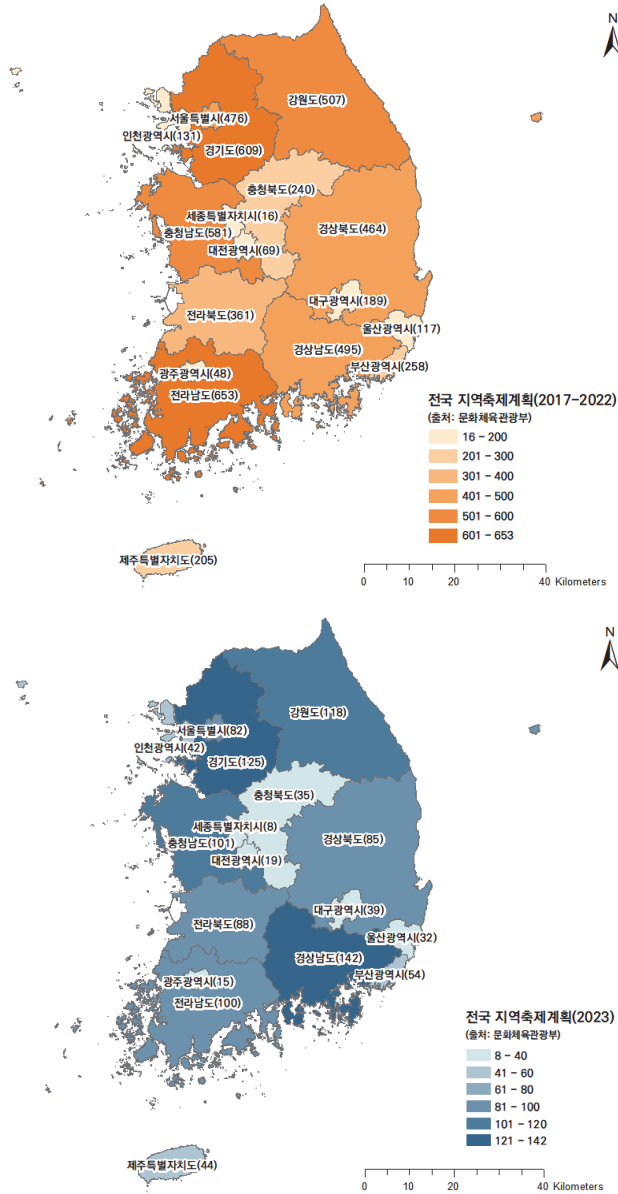 N
강원도(507)
서울특별시(476)
인천광역시(131)
경기도(609)
충청북도(240)
세종특별자치시(16)
충청남도(581)
경상북도(464)
대전광역시(69)
대구광역시(189)
전라북도(361)
울산광역시(117)
경상남도(495)
부산광역시(258)
광주광역시(48)
전라남도(653)
제주특별자치도(205)
전국 지역축제계획(2017-2022)
(출처: 문화체육관광부)
16 - 200
201 - 300
301 - 400
401 - 500
501 - 600
601 - 653
0 10 20 40 Kilometers
N
강원도(118)
서울특별시(82)
인천광역시(42)
경기도(125)
충청북도(35)
세종특별자치시(8)
충청남도(101)
경상북도(85)
대전광역시(19)
대구광역시(39)
전라북도(88)
울산광역시(32)
경상남도(142)
부산광역시(54)
광주광역시(15)
전라남도(100)
제주특별자치도(44)
전국 지역축제계획(2023)
(출처: 문화체육관광부)
8 - 40
41 - 60
61 - 80
81 - 100
101 - 120
121 - 142
0 10 20 40 Kilometers